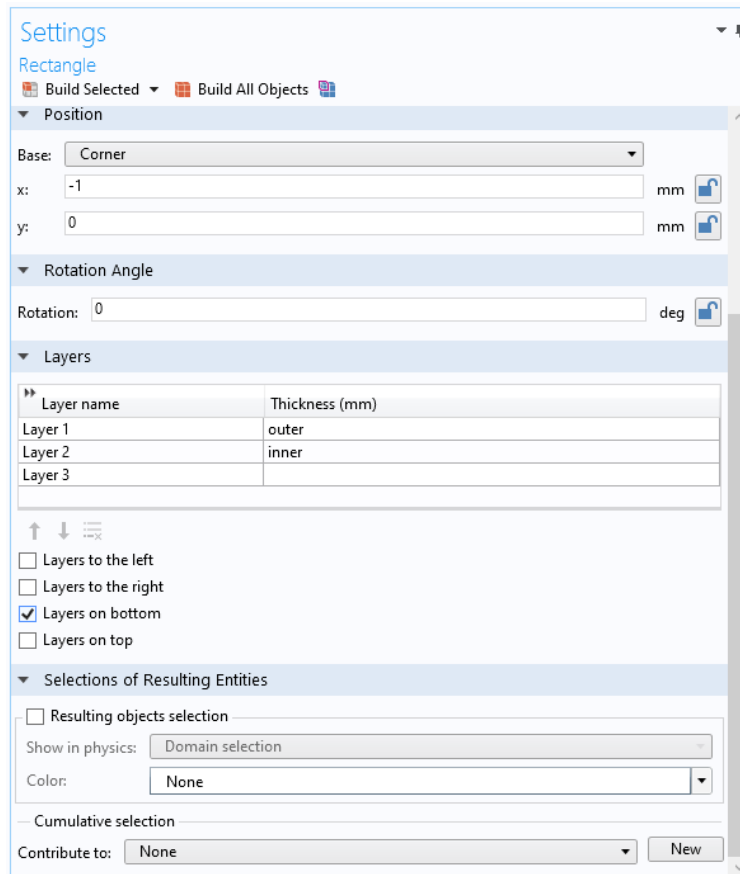 Settings
Rectangle
Build Selected Build All Objects
Position
Base: Corner
x: -1 mm
y: 0 mm
Rotation Angle
Rotation: 0 deg
Layers
Layer name Thickness (mm)
Layer 1 outer
Layer 2 inner
Layer 3
Layers to the left
Layers to the right
Layers on bottom
Layers on top
Selections of Resulting Entities
Resulting objects selection
Show in physics: Domain selection
Color: None
Cumulative selection
Contribute to: None New